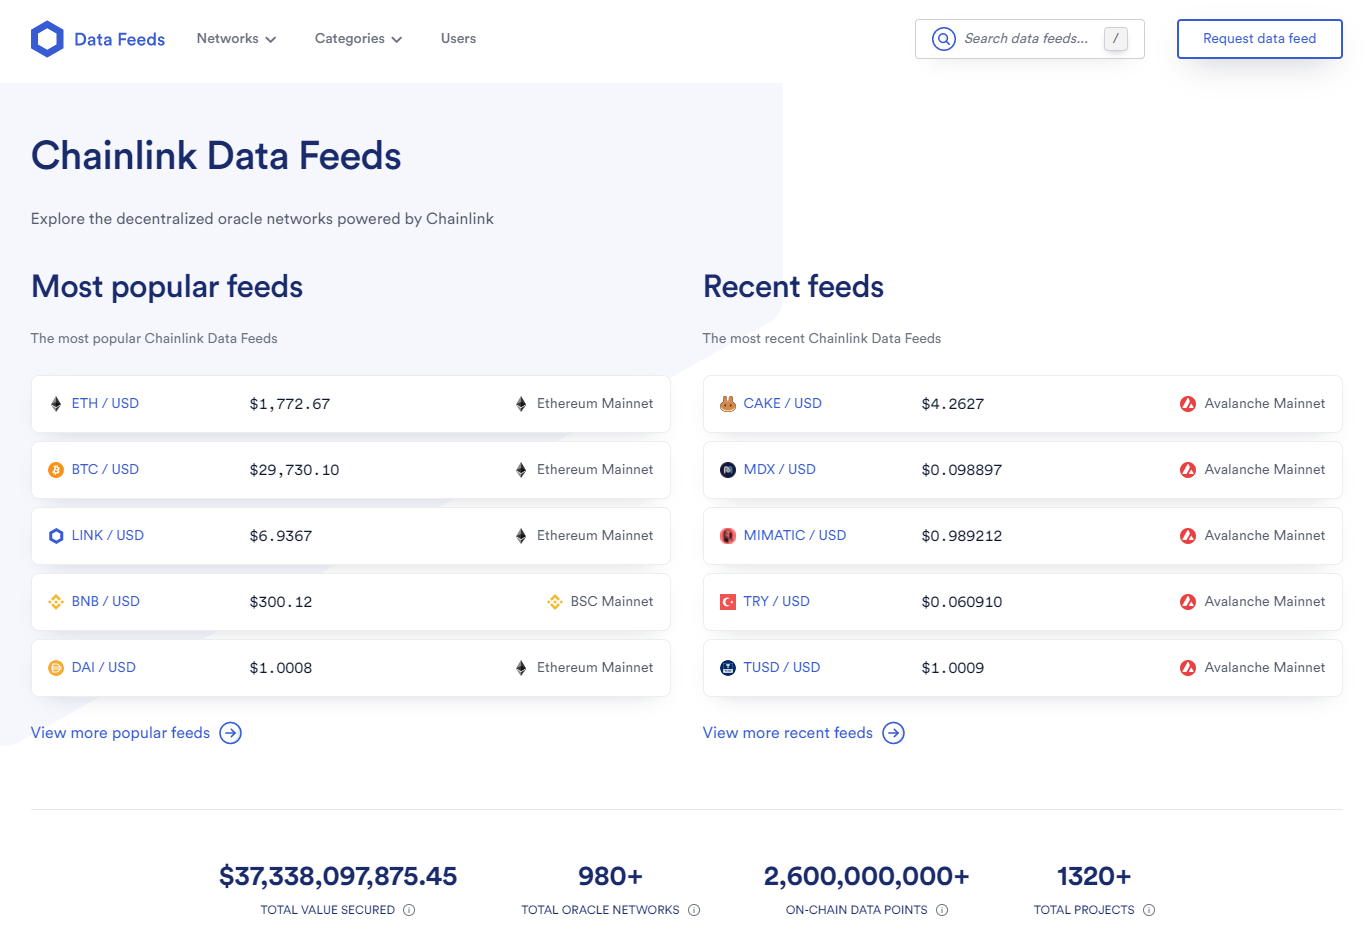 Data Feeds
Networks
Categories
Users
Search data feeds...
/
Request data feed
Chainlink Data Feeds
Explore the decentralized oracle networks powered by Chainlink
Most popular feeds
The most popular Chainlink Data Feeds
ETH / USD $1,772.67 Ethereum Mainnet
BTC / USD $29,730.10 Ethereum Mainnet
LINK / USD $6.9367 Ethereum Mainnet
BNB / USD $300.12 BSC Mainnet
DAI / USD $1.0008 Ethereum Mainnet
View more popular feeds
Recent feeds
The most recent Chainlink Data Feeds
CAKE / USD $4.2627 Avalanche Mainnet
MDX / USD $0.098897 Avalanche Mainnet
MIMATIC / USD $0.989212 Avalanche Mainnet
TRY / USD $0.060910 Avalanche Mainnet
TUSD / USD $1.0009 Avalanche Mainnet
View more recent feeds
$37,338,097,875.45
TOTAL VALUE SECURED
980+
TOTAL ORACLE NETWORKS
2,600,000,000+
ON-CHAIN DATA POINTS
1320+
TOTAL PROJECTS